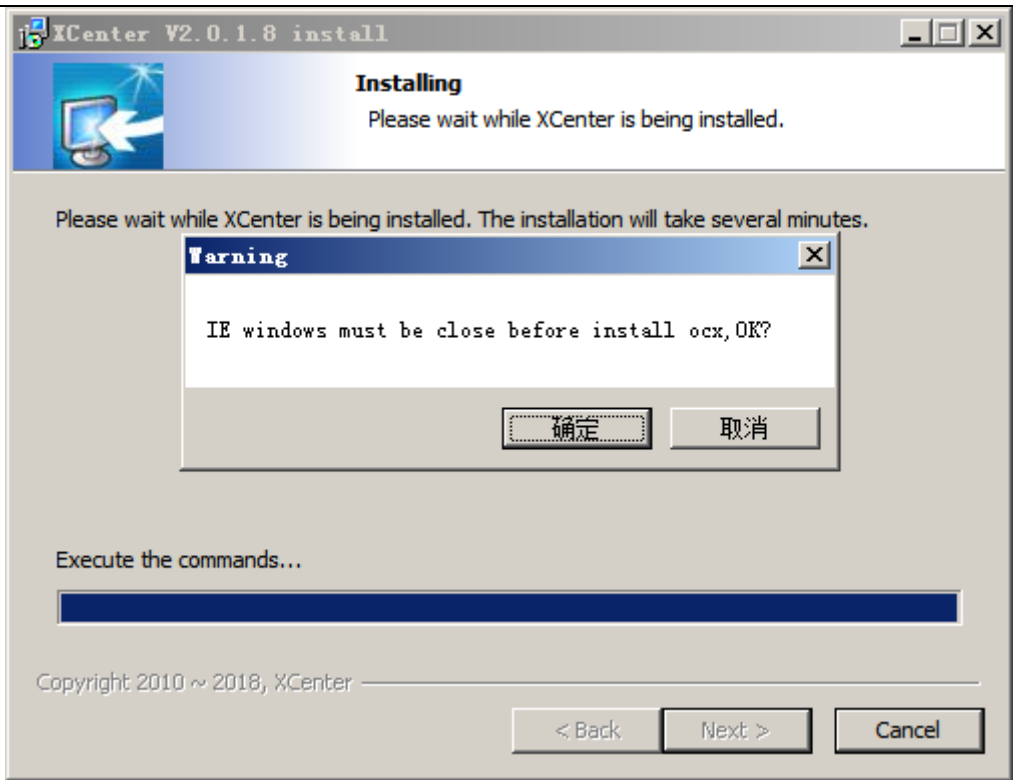 XCenter V2.0.1.8 install
Installing
Please wait while XCenter is being installed.
Please wait while XCenter is being installed. The installation will take several minutes.
Warning
IE windows must be close before install ocx,OK?
确定
取消
Execute the commands...
Copyright 2010 ~ 2018, XCenter
< Back
Next >
Cancel